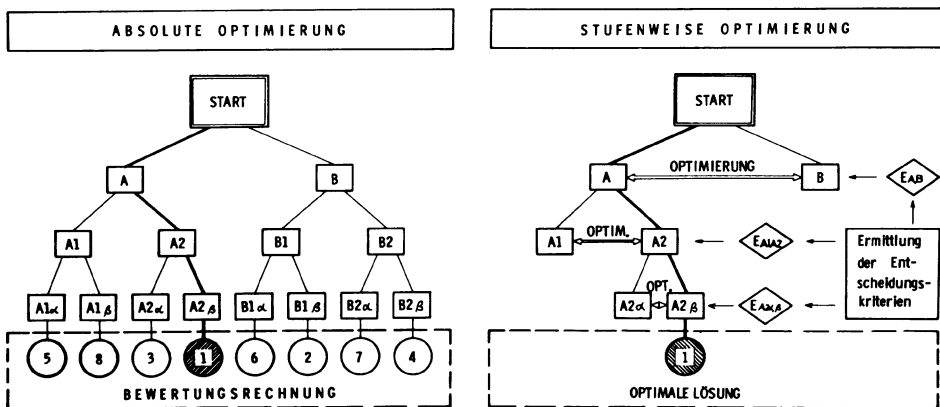 ABSOLUTE OPTIMIERUNG
START
A B
A1 A2 B1 B2
A1α A1β A2α A2β B1α B1β B2α B2β
5 8 3 1 6 2 7 4
BEWERTUNGSRECHNUNG
STUFENWEISE OPTIMIERUNG
START
A OPTIMIERUNG B EA,B
A1 OPTIM. A2 EA1A2
Ermittlung
der Ent-
scheidungs-
kriterien
OPT.
A2α A2β EA2α,β
1
OPTIMALE LÖSUNG